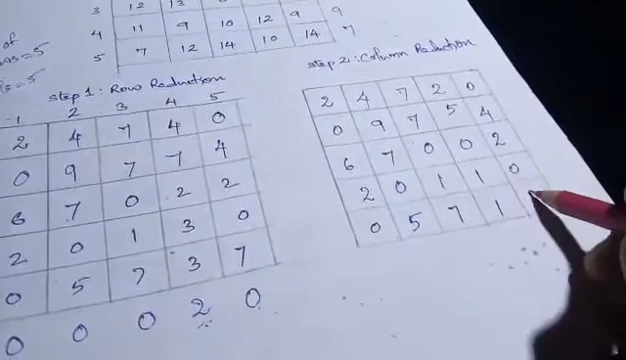 3 12 13
4 11 9 10 12 9 9
5 7 12 14 10 14 7
of
=5
=5
Step 1: Row Reduction
1 2 3 4 5
2 4 7 4 0
0 9 7 7 4
6 7 0 2 2
2 0 1 3 0
0 5 7 3 7
0 0 0 2 0
Step 2: Column Reduction
2 4 7 2 0
0 9 7 5 4
6 7 0 0 2
2 0 1 1 0
0 5 7 1